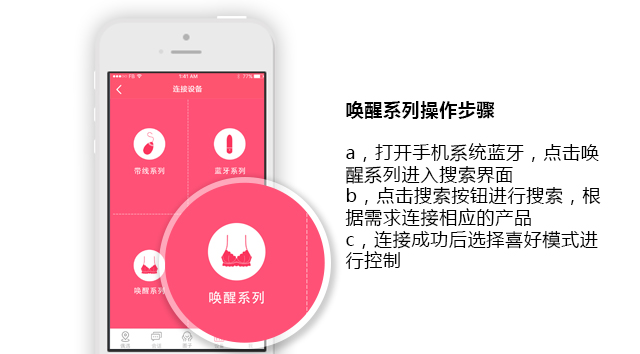 FB
1:41 AM
77%
连接设备
带线系列
蓝牙系列
唤醒系列
唤醒系列
唤醒系列操作步骤
a，打开手机系统蓝牙，点击唤
醒系列进入搜索界面
b，点击搜索按钮进行搜索，根
据需求连接相应的产品
c，连接成功后选择喜好模式进
行控制